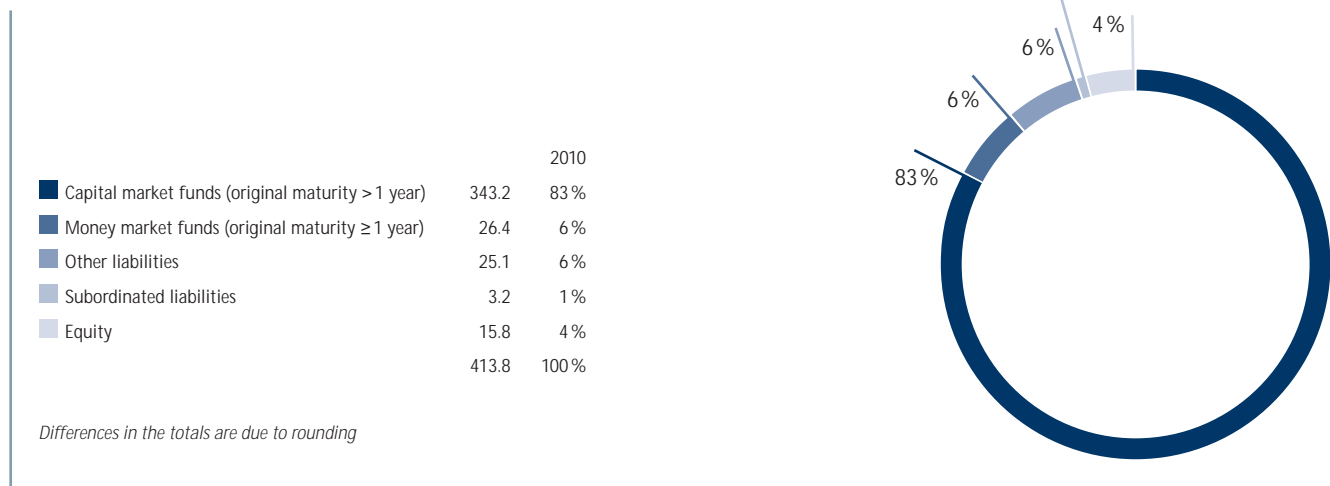 2010
Capital market funds (original maturity > 1 year) 343.2 83 %
Money market funds (original maturity ≥ 1 year) 26.4 6 %
Other liabilities 25.1 6 %
Subordinated liabilities 3.2 1 %
Equity 15.8 4 %
413.8 100 %
Differences in the totals are due to rounding
4 %
6 %
6 %
83 %